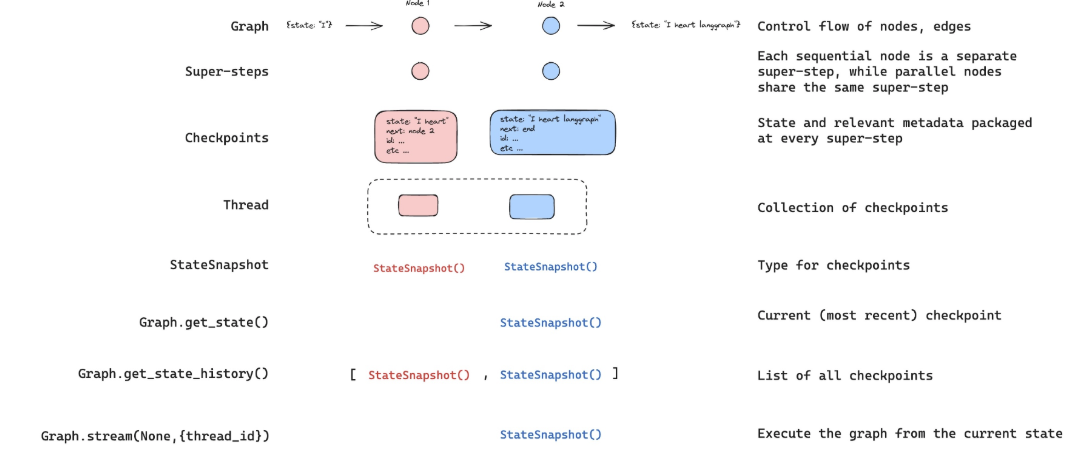 Node 1
Node 2
Graph
{state: "I"}
{state: "I heart langgraph"}
Control flow of nodes, edges
Super-steps
Each sequential node is a separate
super-step, while parallel nodes
share the same super-step
Checkpoints
state: "I heart"
next: node 2
id: ...
etc ...
state: "I heart langgraph"
next: end
id: ...
etc ...
State and relevant metadata packaged
at every super-step
Thread
Collection of checkpoints
StateSnapshot
StateSnapshot()
StateSnapshot()
Type for checkpoints
Graph.get_state()
StateSnapshot()
Current (most recent) checkpoint
Graph.get_state_history()
[ StateSnapshot() , StateSnapshot() ]
List of all checkpoints
Graph.stream(None,{thread_id})
StateSnapshot()
Execute the graph from the current state